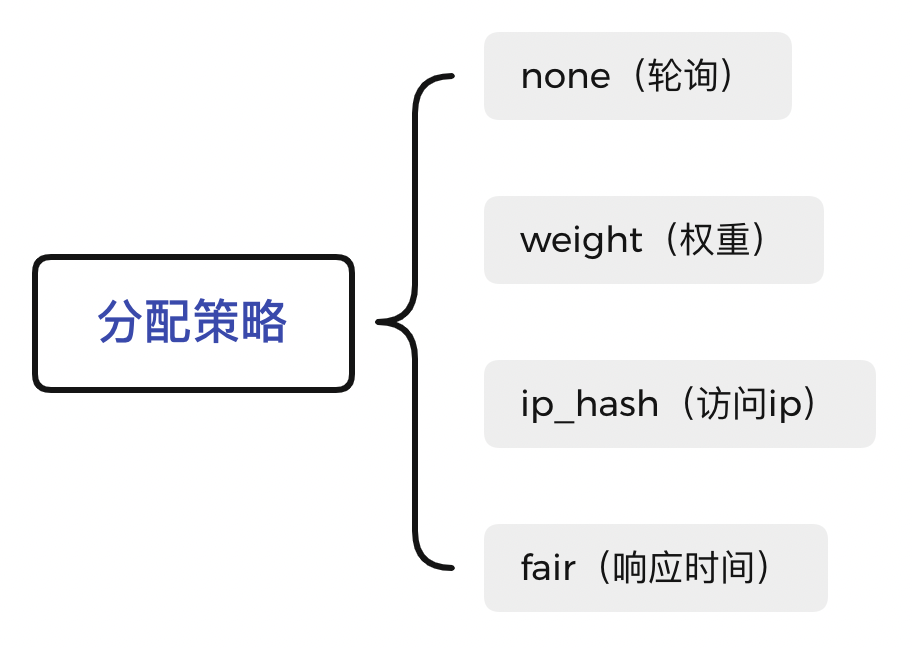 none（轮询）
weight（权重）
分配策略
ip_hash（访问ip）
fair（响应时间）